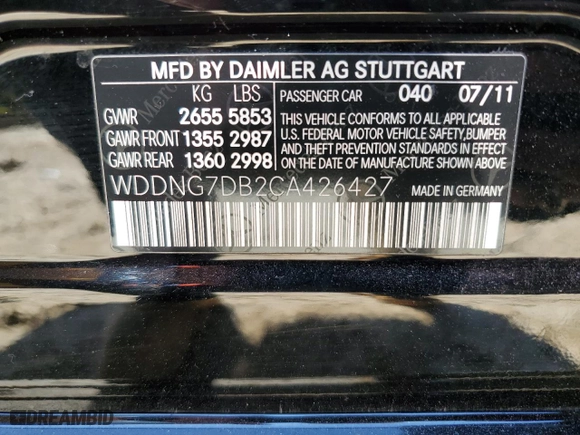 MFD BY DAIMLER AG STUTTGART
KG LBS
GVWR 2655 5853
GAWR FRONT 1355 2987
GAWR REAR 1360 2998
PASSENGER CAR 040 07/11
THIS VEHICLE CONFORMS TO ALL APPLICABLE
U.S. FEDERAL MOTOR VEHICLE SAFETY,BUMPER
AND THEFT PREVENTION STANDARDS IN EFFECT
ON THE DATE OF MANUFACTURE SHOWN ABOVE.
WDDNG7DB2CA426427 MADE IN GERMANY
DREAMBID